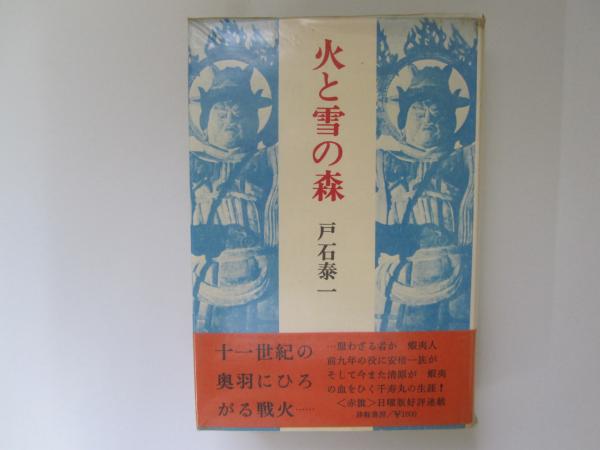 火と雪の森
戸石泰一
十一世紀の
奥羽にひろ
がる戦火……
…服わざる者か 蝦夷人
前九年の役に安倍一族が
そして今また清原が 蝦夷
の血をひく千寿丸の生涯！
＜赤旗＞日曜版好評連載
／￥1600